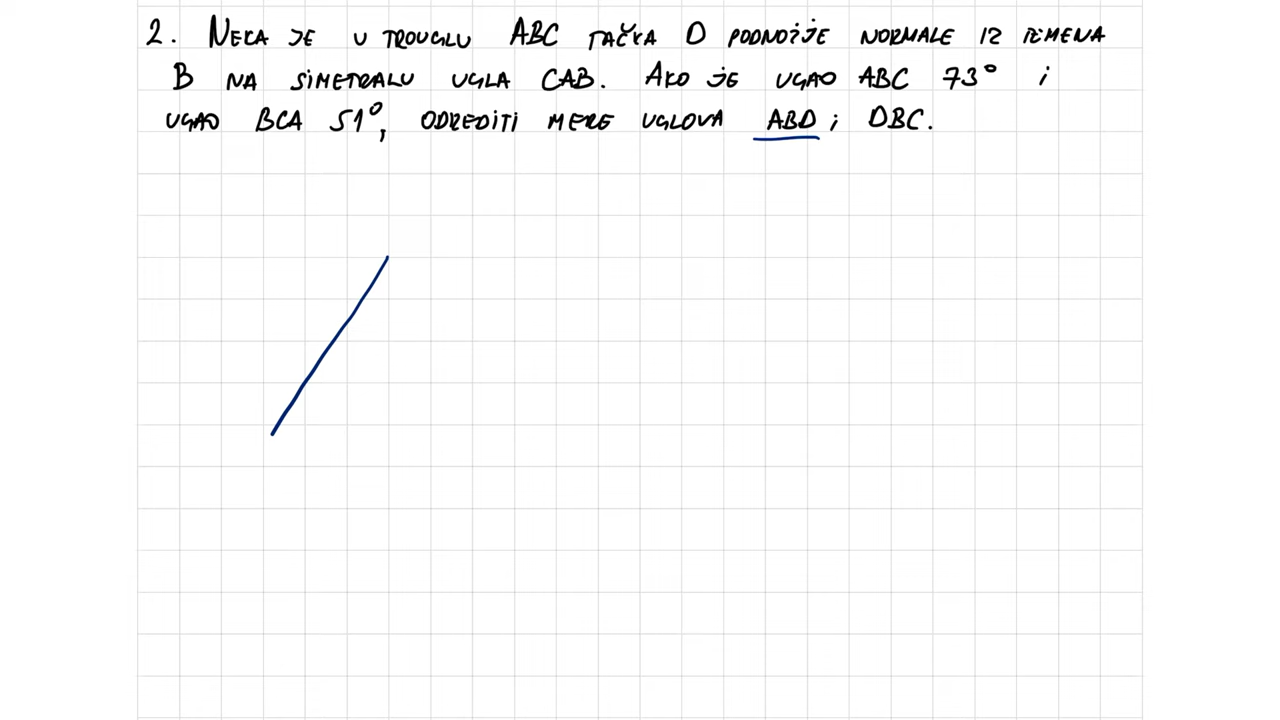 2. NEKA JE U TROUGLU ABC TAČKA D PODNOŽJE NORMALE IZ TEMENA
B NA SIMETRALU UGLA CAB. AKO JE UGAO ABC 73° i
UGAO BCA 51°, ODREDITI MERE UGLOVA ABD i DBC.